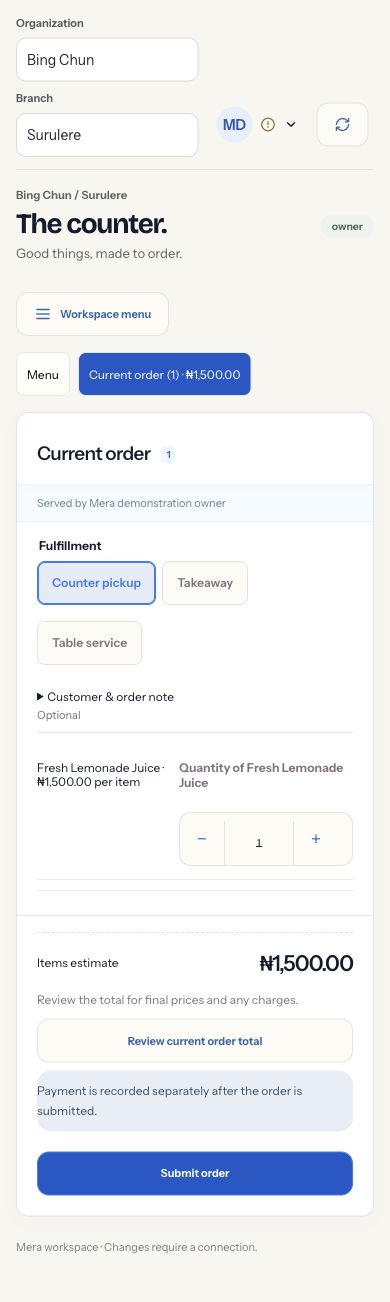 Organization
Bing Chun
Branch
Surulere
MD
Bing Chun / Surulere
The counter.
owner
Good things, made to order.
Workspace menu
Menu
Current order (1) · ₦1,500.00
Current order 1
Served by Mera demonstration owner
Fulfillment
Counter pickup
Takeaway
Table service
Customer & order note
Optional
Fresh Lemonade Juice ·
₦1,500.00 per item
Quantity of Fresh Lemonade
Juice
− 1 +
Items estimate
₦1,500.00
Review the total for final prices and any charges.
Review current order total
Payment is recorded separately after the order is
submitted.
Submit order
Mera workspace · Changes require a connection.